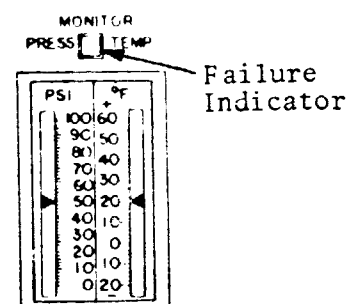 MONITOR
PRESS TEMP
Failure
Indicator
PSI °F
+
100 60
90 50
80 40
70 30
60 20
50 10
40 0
30 10
20 20
10 -
0